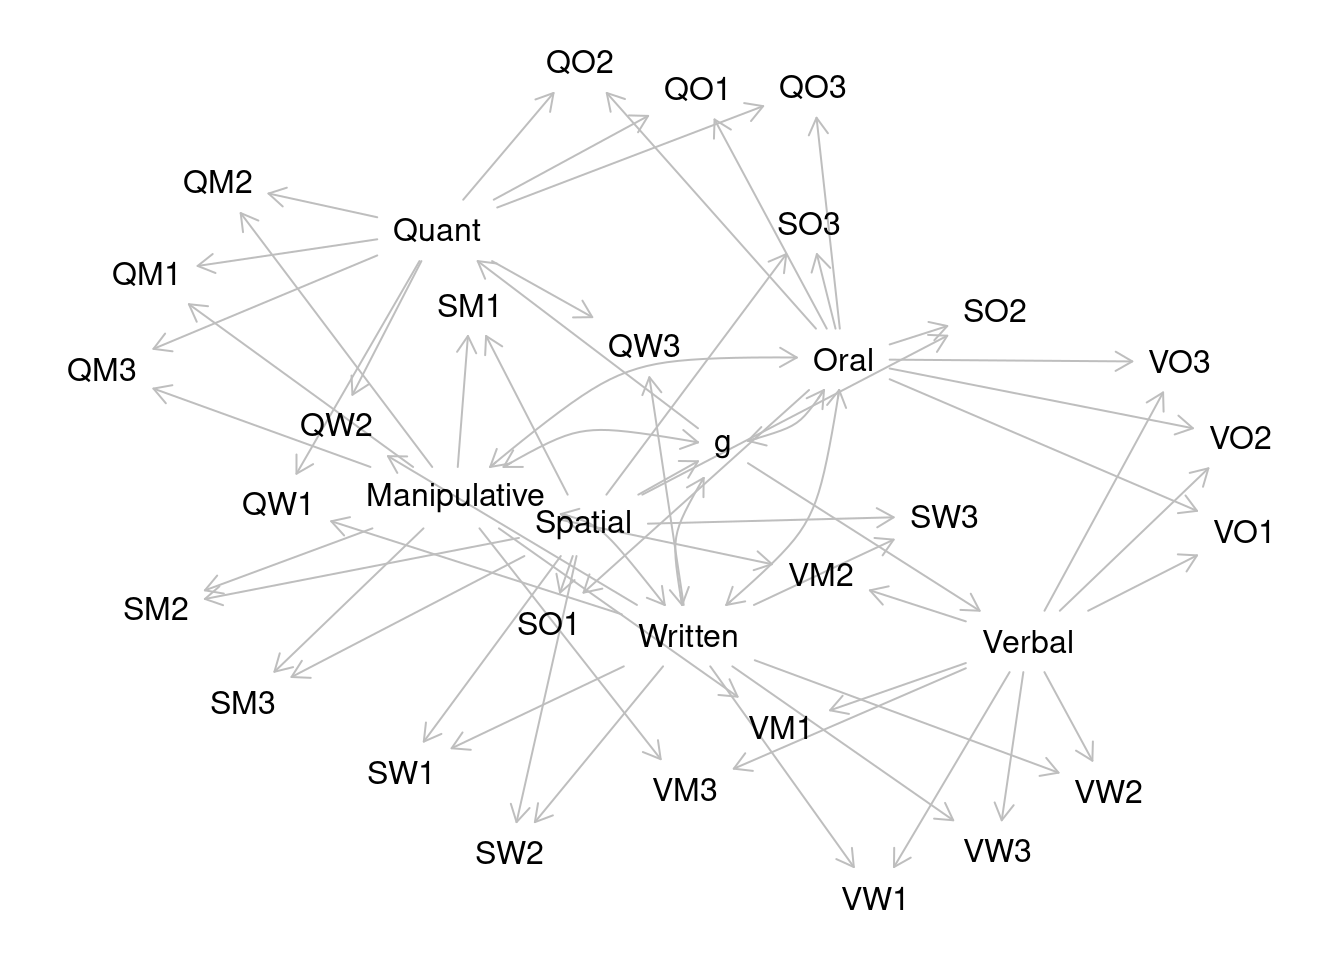 QO2
QO1
QO3
QM2
SO3
Quant
QM1
SM1
SO2
QW3
Oral
VO3
QM3
QW2
g
VO2
Manipulative
QW1
Spatial
SW3
VO1
VM2
SM2
SO1
Written
Verbal
SM3
VM1
SW1
VM3
VW2
SW2
VW3
VW1